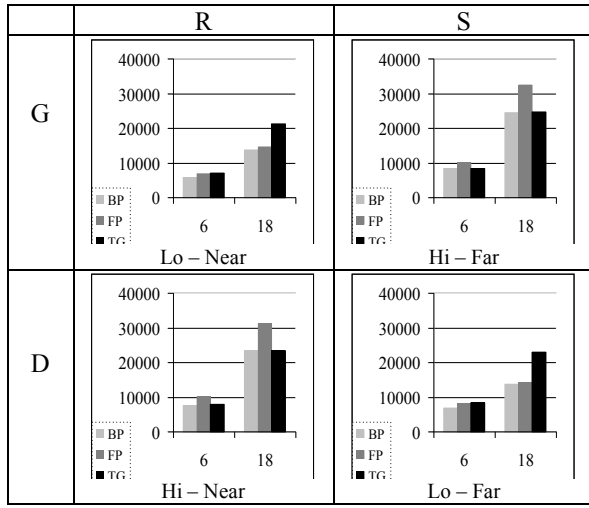 R S
G
40000
30000
20000
10000
0
6 18
BP
FP
TG
Lo – Near
40000
30000
20000
10000
0
6 18
BP
FP
TG
Hi – Far
D
40000
30000
20000
10000
0
6 18
BP
FP
TG
Hi – Near
40000
30000
20000
10000
0
6 18
BP
FP
TG
Lo – Far